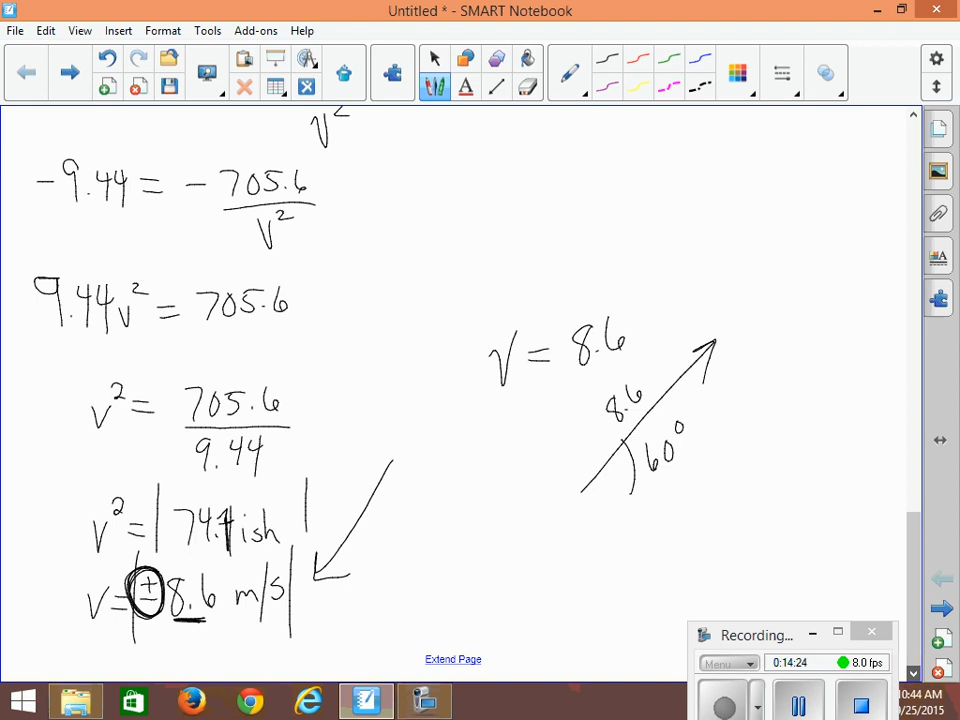 Untitled * - SMART Notebook
File Edit View Insert Format Tools Add-ons Help
v²
-9.44 = - 705.6
v²
9.44v² = 705.6
v² = 705.6
9.44
v² = | 74.1ish |
v = | ± 8.6 m/s |
v = 8.6
8.6
60°
Extend Page
Recording...
Menu
0:14:24
8.0 fps
10:44 AM
9/25/2015